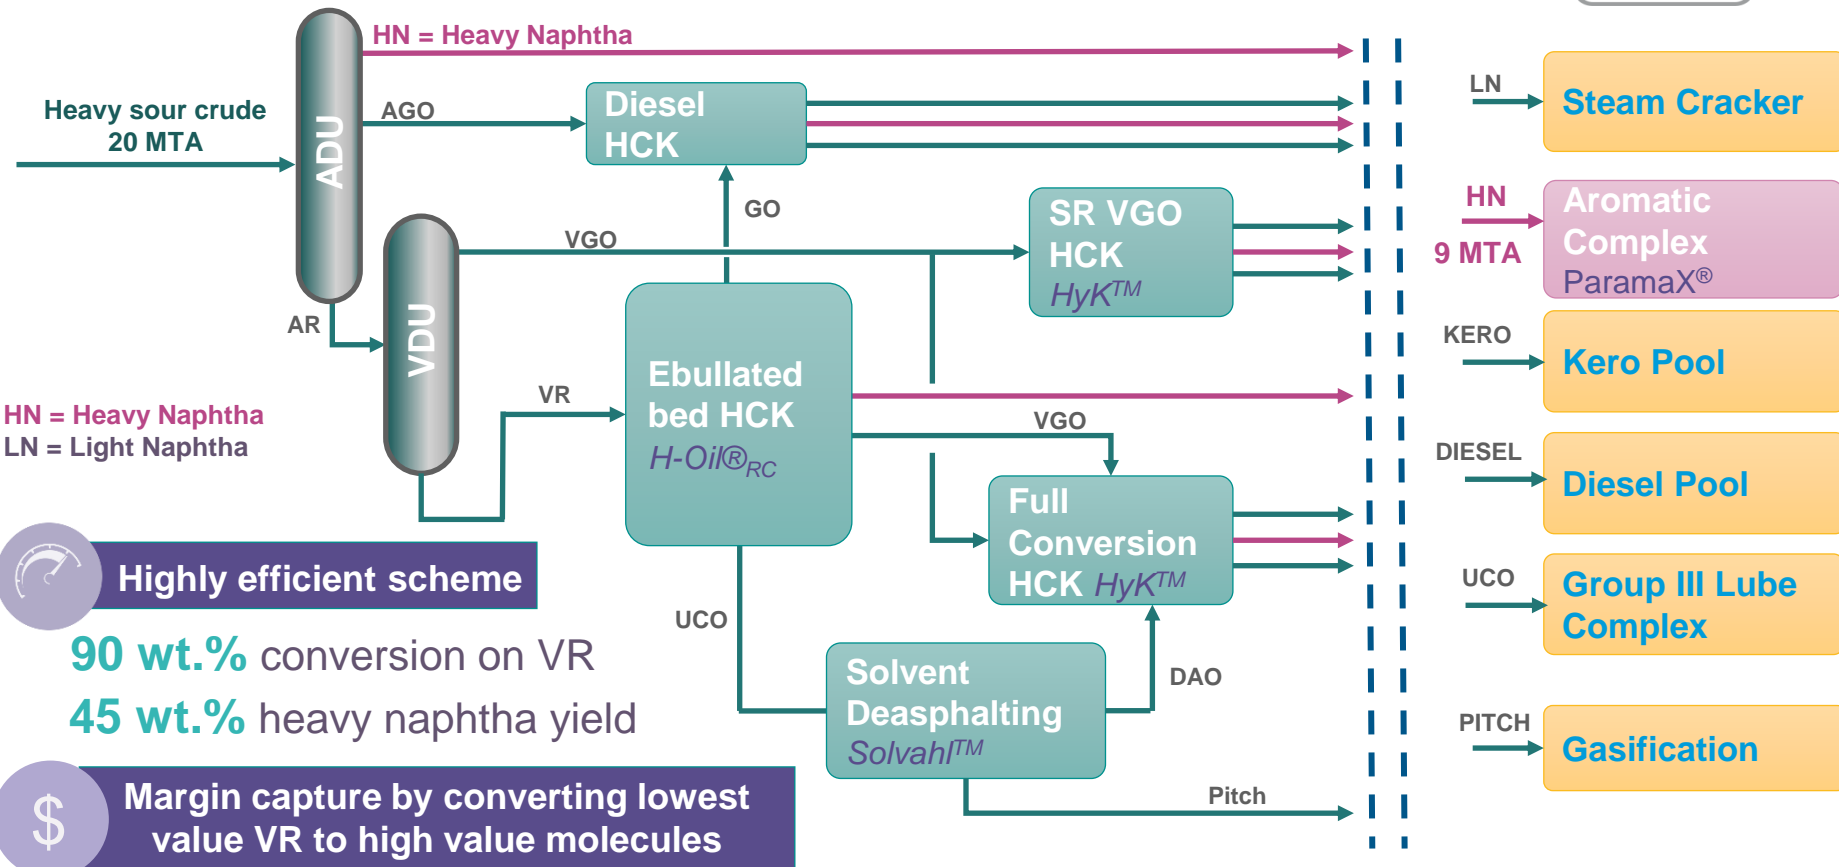 HN = Heavy Naphtha
Heavy sour crude
20 MTA
ADU
AGO
Diesel
HCK
GO
VGO
SR VGO
HCK
HyK™
AR
VDU
VR
Ebullated
bed HCK
H-Oil®RC
VGO
Full
Conversion
HCK HyK™
HN = Heavy Naphtha
LN = Light Naphtha
UCO
Solvent
Deasphalting
Solvahl™
DAO
Pitch
Highly efficient scheme
90 wt.% conversion on VR
45 wt.% heavy naphtha yield
$
Margin capture by converting lowest
value VR to high value molecules
LN
Steam Cracker
HN
9 MTA
Aromatic
Complex
ParamaX®
KERO
Kero Pool
DIESEL
Diesel Pool
UCO
Group III Lube
Complex
PITCH
Gasification